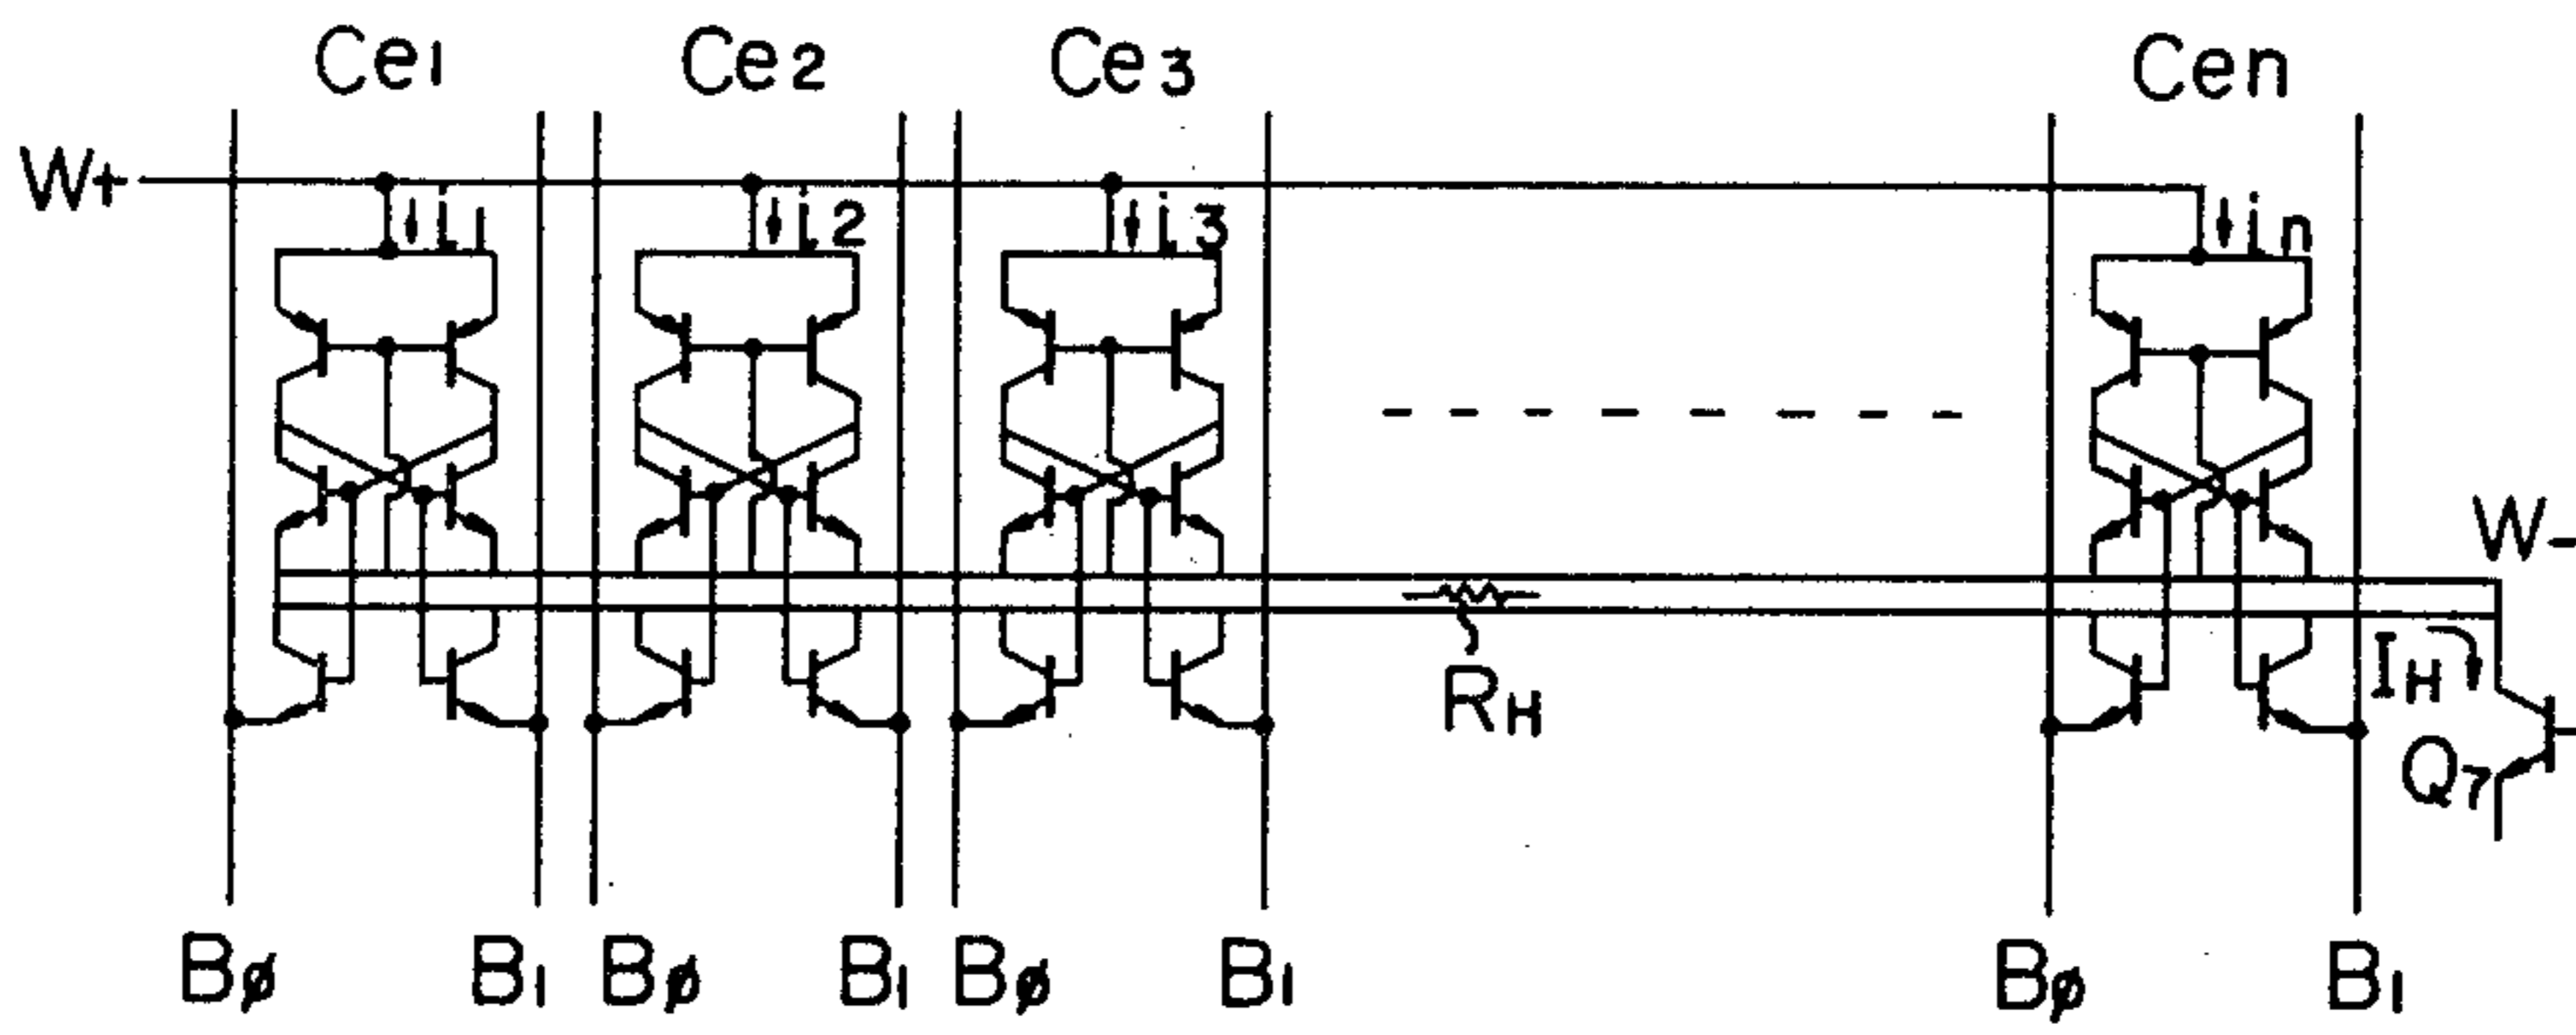 Ce1 Ce2 Ce3 Cen
W+
i1 i2 i3 in
W-
RH
IH
Q7
Bø B1 Bø B1 Bø B1 Bø B1